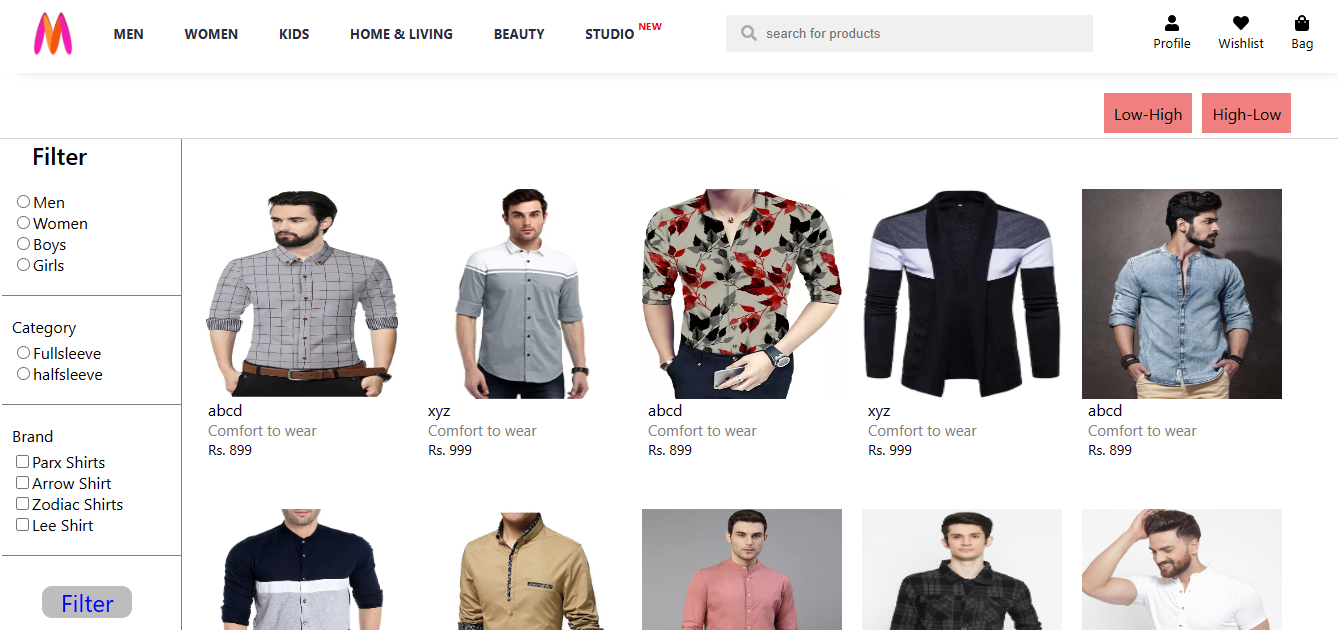 MEN WOMEN KIDS HOME & LIVING BEAUTY STUDIO NEW search for products Profile Wishlist Bag
Low-High High-Low
Filter
Men
Women
Boys
Girls
Category
Fullsleeve
halfsleeve
Brand
Parx Shirts
Arrow Shirt
Zodiac Shirts
Lee Shirt
Filter
abcd xyz abcd xyz abcd
Comfort to wear Comfort to wear Comfort to wear Comfort to wear Comfort to wear
Rs. 899 Rs. 999 Rs. 899 Rs. 999 Rs. 899